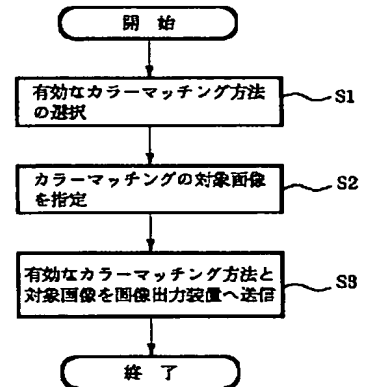 開始
有効なカラーマッチング方法
の選択
S1
カラーマッチングの対象画像
を指定
S2
有効なカラーマッチング方法と
対象画像を画像出力装置へ送信
S3
終了